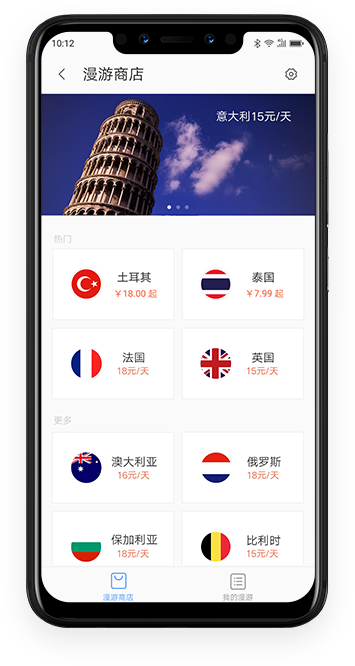 10:12
漫游商店
意大利15元/天
热门
土耳其
￥18.00 起
泰国
￥7.99 起
法国
18元/天
英国
15元/天
更多
澳大利亚
16元/天
俄罗斯
18元/天
保加利亚
18元/天
比利时
15元/天
漫游商店
我的漫游